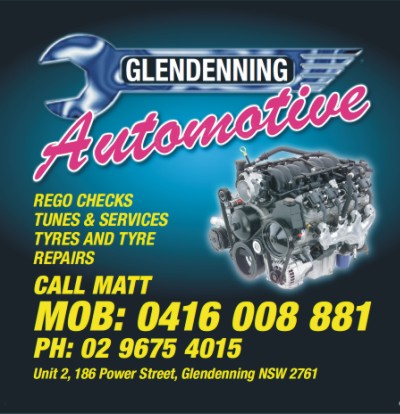 GLENDENNING
Automotive
REGO CHECKS
TUNES & SERVICES
TYRES AND TYRE
REPAIRS
CALL MATT
MOB: 0416 008 881
PH: 02 9675 4015
Unit 2, 186 Power Street, Glendenning NSW 2761